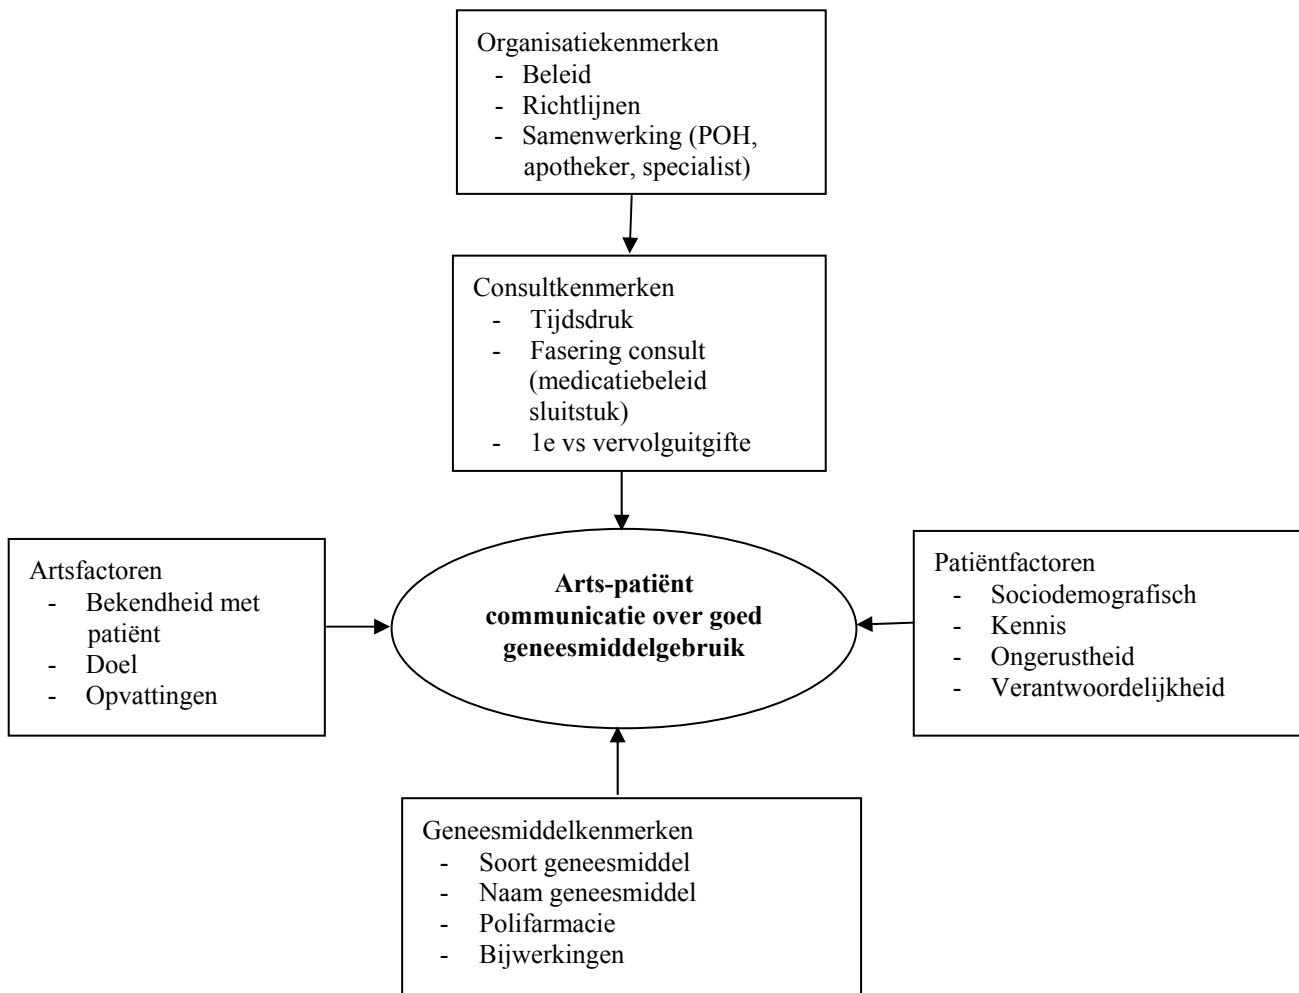 Organisatiekenmerken
- Beleid
- Richtlijnen
- Samenwerking (POH,
apotheker, specialist)
Consultkenmerken
- Tijdsdruk
- Fasering consult
(medicatiebeleid
sluitstuk)
- 1e vs vervolguitgifte
Artsfactoren
- Bekendheid met
patiënt
- Doel
- Opvattingen
Arts-patiënt
communicatie over goed
geneesmiddelgebruik
Patiëntfactoren
- Sociodemografisch
- Kennis
- Ongerustheid
- Verantwoordelijkheid
Geneesmiddelkenmerken
- Soort geneesmiddel
- Naam geneesmiddel
- Polifarmacie
- Bijwerkingen